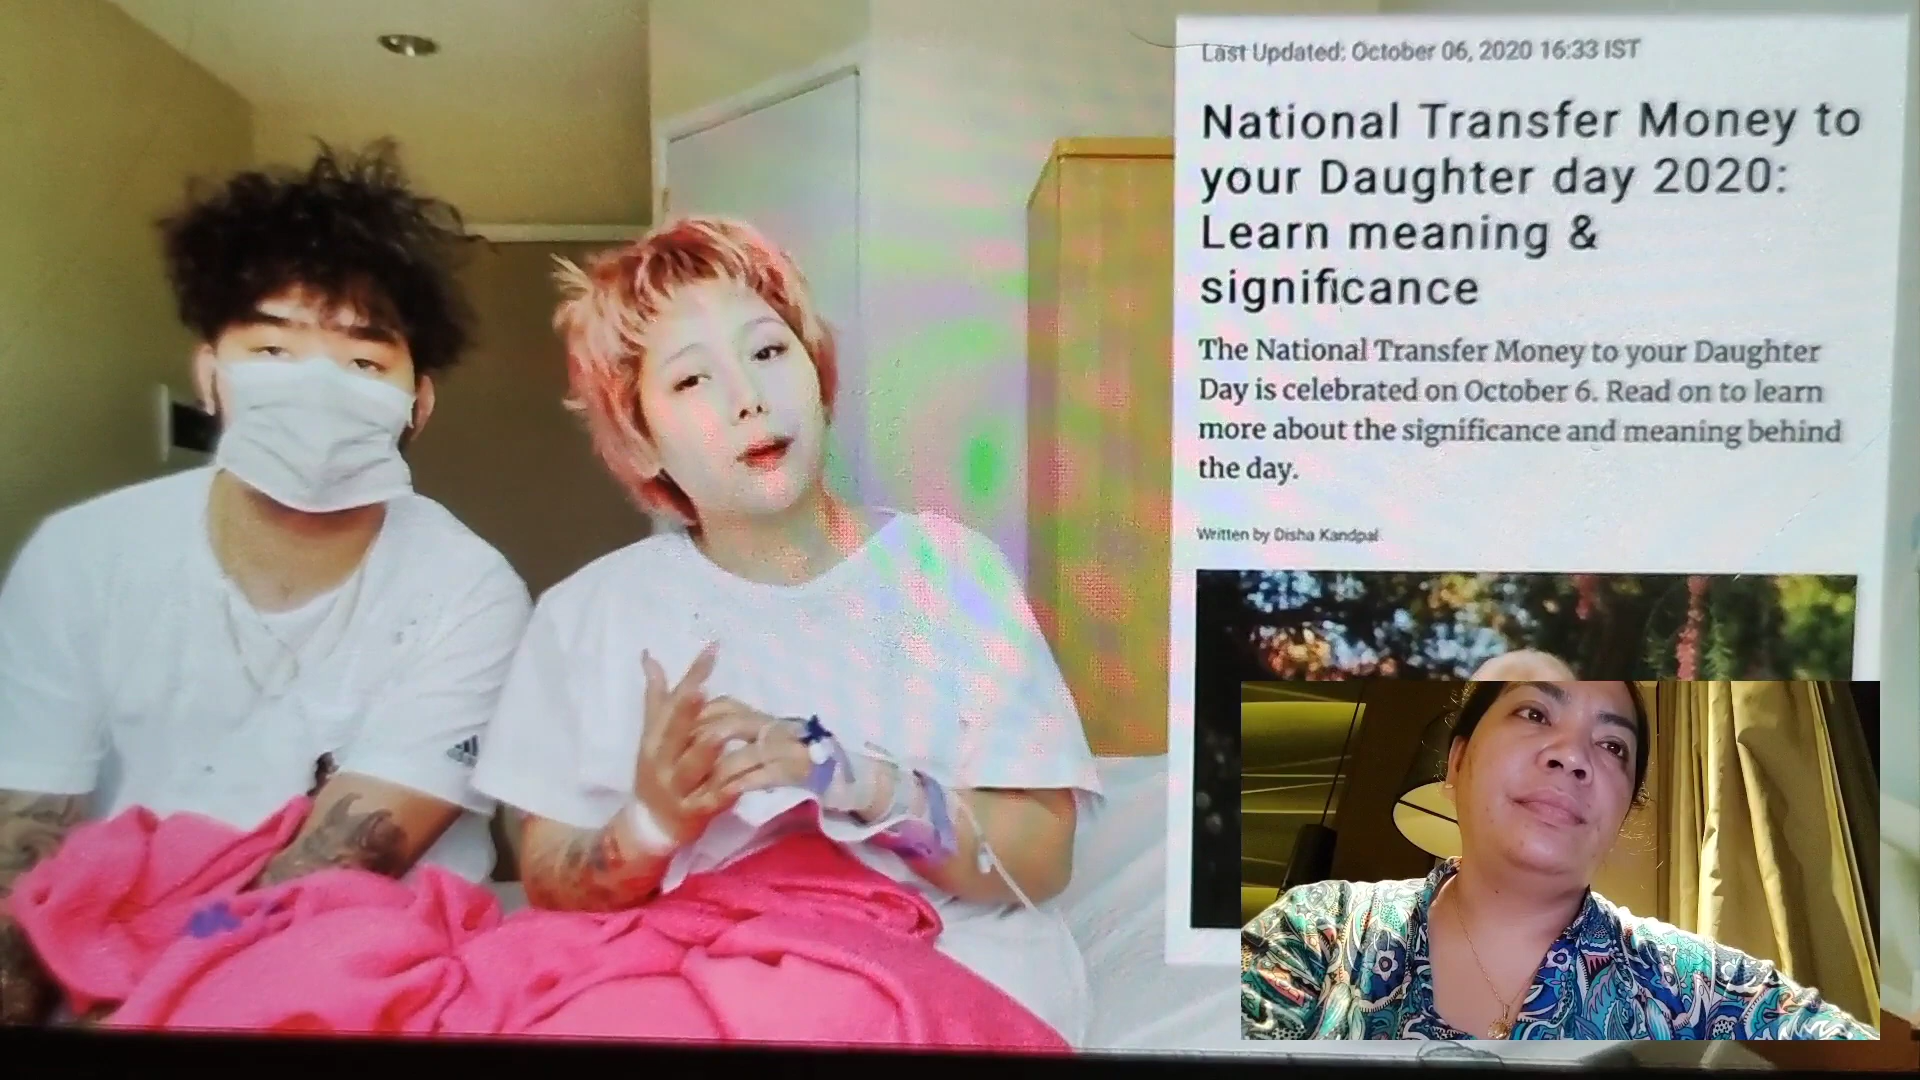 Last Updated: October 06, 2020 16:33 IST
National Transfer Money to
your Daughter day 2020:
Learn meaning &
significance
The National Transfer Money to your Daughter
Day is celebrated on October 6. Read on to learn
more about the significance and meaning behind
the day.
Written by Disha Kandpal